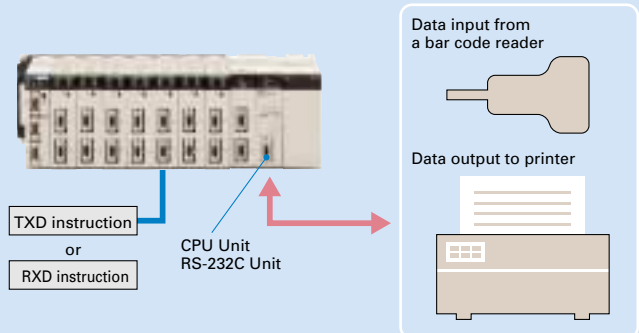 Data input from
a bar code reader
Data output to printer
TXD instruction
or
RXD instruction
CPU Unit
RS-232C Unit